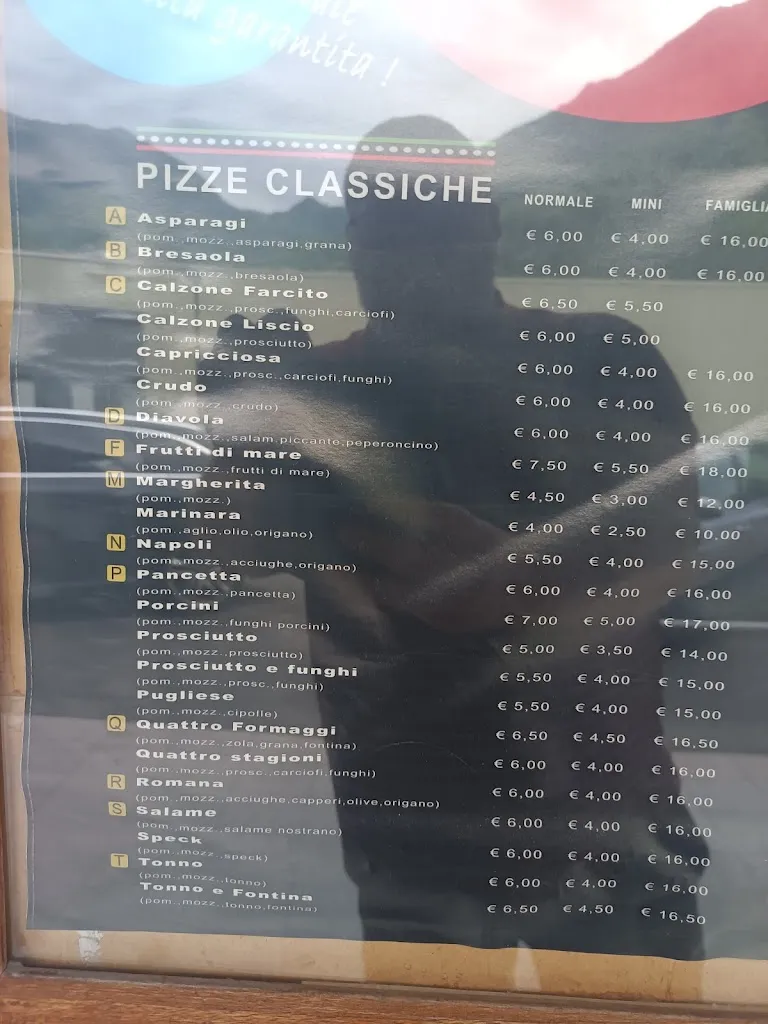 garantita !
PIZZE CLASSICHE NORMALE MINI FAMIGLIA
A Asparagi € 6,00 € 4,00 € 16,00
(pom.,mozz.,asparagi,grana)
B Bresaola € 6,00 € 4,00 € 16,00
(pom.,mozz.,bresaola)
C Calzone Farcito € 6,50 € 5,50
(pom.,mozz.,prosc.,funghi,carciofi)
Calzone Liscio € 6,00 € 5,00
(pom.,mozz.,prosciutto)
Capricciosa € 6,00 € 4,00 € 16,00
(pom.,mozz.,prosc.,carciofi,funghi)
Crudo € 6,00 € 4,00 € 16,00
(pom.,mozz.,crudo)
D Diavola € 6,00 € 4,00 € 16,00
(pom.,mozz.,salam.piccante,peperoncino)
F Frutti di mare € 7,50 € 5,50 € 18,00
(pom.,mozz.,frutti di mare)
M Margherita € 4,50 € 3,00 € 12,00
(pom.,mozz.)
Marinara € 4,00 € 2,50 € 10,00
(pom.,aglio,olio,origano)
N Napoli € 5,50 € 4,00 € 15,00
(pom.,mozz.,acciughe,origano)
P Pancetta € 6,00 € 4,00 € 16,00
(pom.,mozz.,pancetta)
Porcini € 7,00 € 5,00 € 17,00
(pom.,mozz.,funghi porcini)
Prosciutto € 5,00 € 3,50 € 14,00
(pom.,mozz.,prosciutto)
Prosciutto e funghi € 5,50 € 4,00 € 15,00
(pom.,mozz.,prosc.,funghi)
Pugliese € 5,50 € 4,00 € 15,00
(pom.,mozz.,cipolle)
Q Quattro Formaggi € 6,50 € 4,50 € 16,50
(pom.,mozz.,zola,grana,fontina)
Quattro stagioni € 6,00 € 4,00 € 16,00
(pom.,mozz.,prosc.,carciofi,funghi)
R Romana € 6,00 € 4,00 € 16,00
(pom.,mozz.,acciughe,capperi,olive,origano)
S Salame € 6,00 € 4,00 € 16,00
(pom.,mozz.,salame nostrano)
Speck € 6,00 € 4,00 € 16,00
(pom.,mozz.,speck)
T Tonno € 6,00 € 4,00 € 16,00
(pom.,mozz.,tonno)
Tonno e Fontina € 6,50 € 4,50 € 16,50
(pom.,mozz.,tonno,fontina)